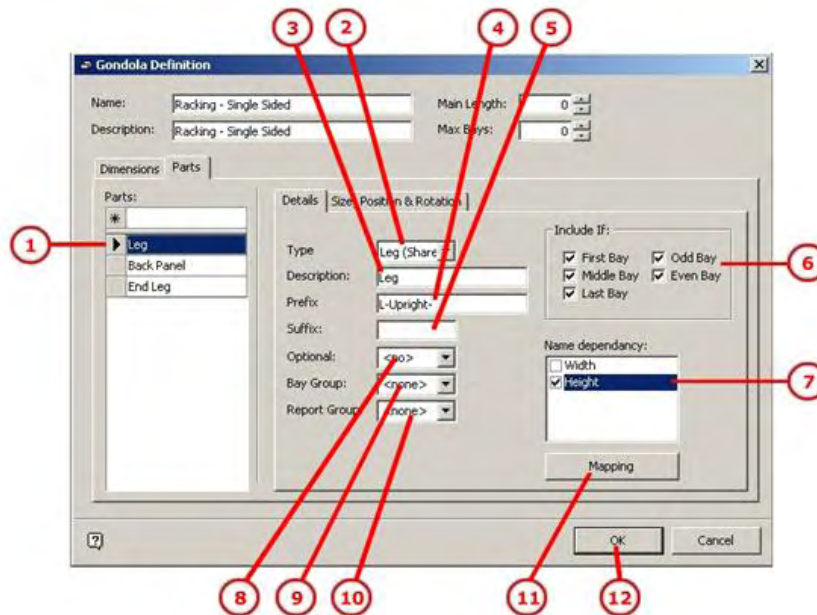 3 2 4 5
Gondola Definition
Name: Racking - Single Sided Main Length: 0
Description: Racking - Single Sided Max Bays: 0
Dimensions Parts
Parts: Details Size, Position & Rotation
1 Leg
Back Panel
End Leg
Type Leg (Share
Description: Leg
Prefix L-Upright-
Suffix:
Optional: <no>
Bay Group: <none>
Report Group: <none>
Include If:
First Bay Odd Bay 6
Middle Bay Even Bay
Last Bay
Name dependancy:
Width
Height 7
Mapping
? OK Cancel
8 9 10 11 12